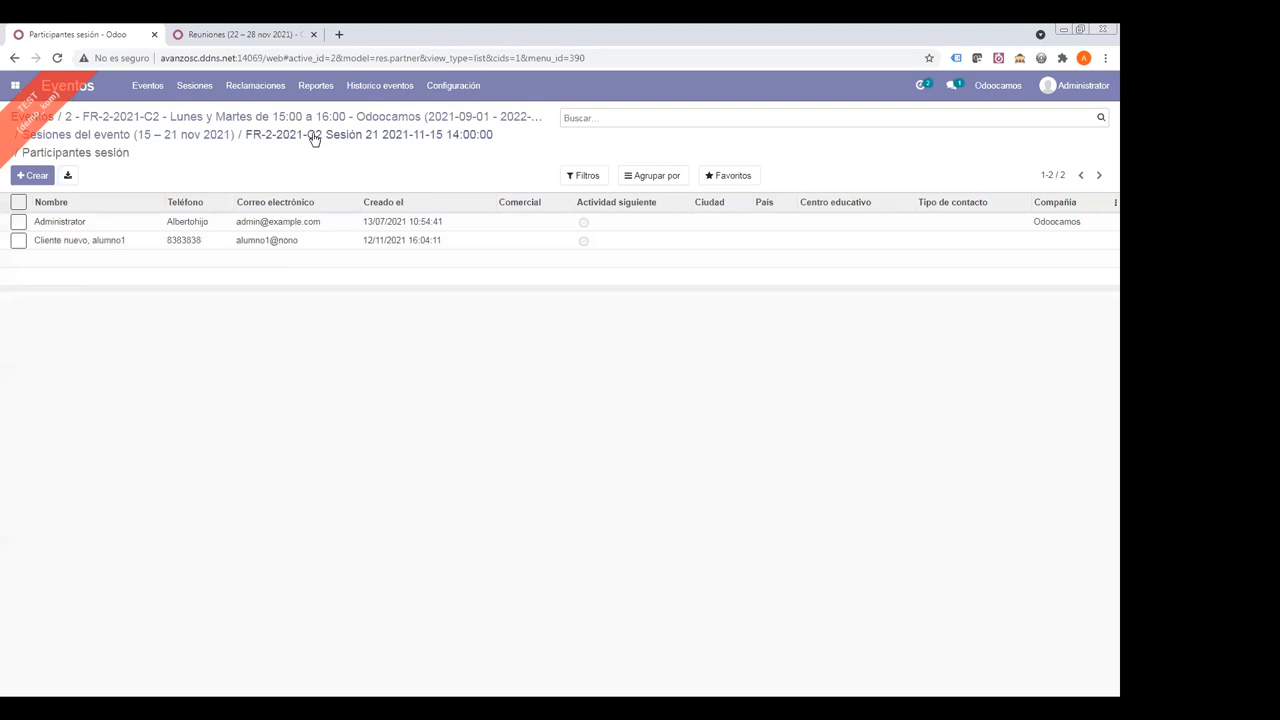 Participantes sesión - Odoo
Reuniones (22 – 28 nov 2021) -
No es seguro
avanzosc.ddns.net:14069/web#active_id=2&model=res.partner&view_type=list&cids=1&menu_id=390
A
TEST
Eventos
Eventos
Sesiones
Reclamaciones
Reportes
Historico eventos
Configuración
2
1
Odoocamos
Administrator
Eventos / 2 - FR-2-2021-C2 - Lunes y Martes de 15:00 a 16:00 - Odoocamos (2021-09-01 - 2022-...
/ Sesiones del evento (15 – 21 nov 2021) / FR-2-2021-C2 Sesión 21 2021-11-15 14:00:00
/ Participantes sesión
Buscar...
+ Crear
Filtros
Agrupar por
Favoritos
1-2 / 2
Nombre Teléfono Correo electrónico Creado el Comercial Actividad siguiente Ciudad País Centro educativo Tipo de contacto Compañía
Administrator Albertohijo admin@example.com 13/07/2021 10:54:41 Odoocamos
Cliente nuevo, alumno1 8383838 alumno1@nono 12/11/2021 16:04:11